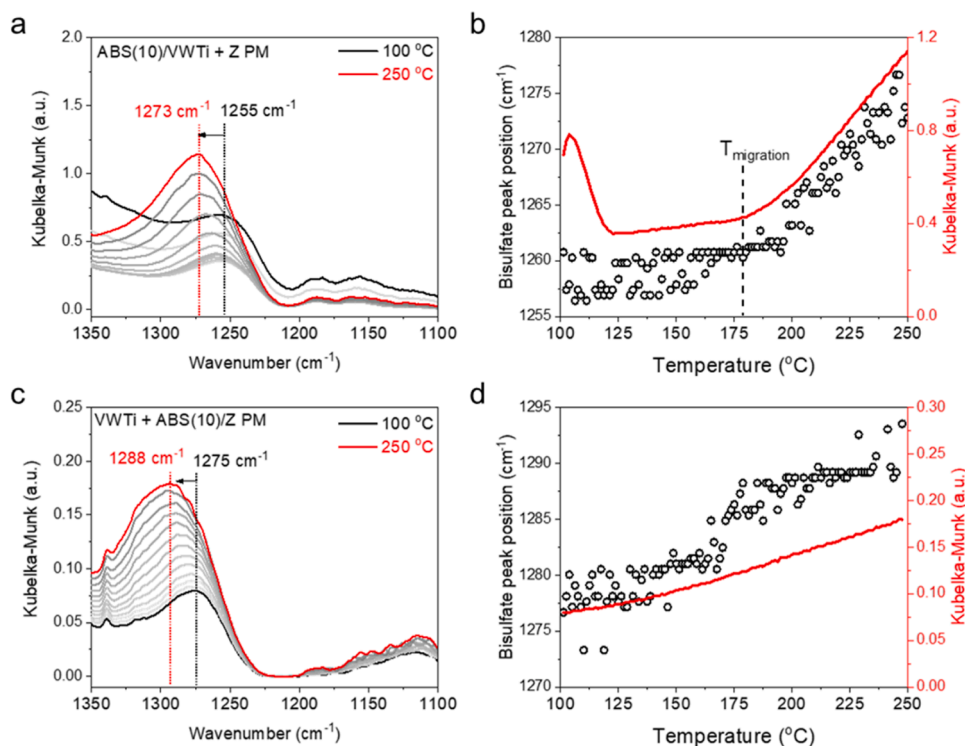 a
ABS(10)/VWTi + Z PM
100 °C
250 °C
1273 cm⁻¹
1255 cm⁻¹
Kubelka-Munk (a.u.)
2.0
1.5
1.0
0.5
0.0
1350
1300
1250
1200
1150
1100
Wavenumber (cm⁻¹)
b
Bisulfate peak position (cm⁻¹)
1280
1275
1270
1265
1260
1255
T migration
1.2
0.8
0.4
0.0
Kubelka-Munk (a.u.)
100
125
150
175
200
225
250
Temperature (°C)
c
VWTi + ABS(10)/Z PM
100 °C
250 °C
1288 cm⁻¹
1275 cm⁻¹
Kubelka-Munk (a.u.)
0.25
0.20
0.15
0.10
0.05
0.00
1350
1300
1250
1200
1150
1100
Wavenumber (cm⁻¹)
d
Bisulfate peak position (cm⁻¹)
1295
1290
1285
1280
1275
1270
0.30
0.25
0.20
0.15
0.10
0.05
0.00
Kubelka-Munk (a.u.)
100
125
150
175
200
225
250
Temperature (°C)